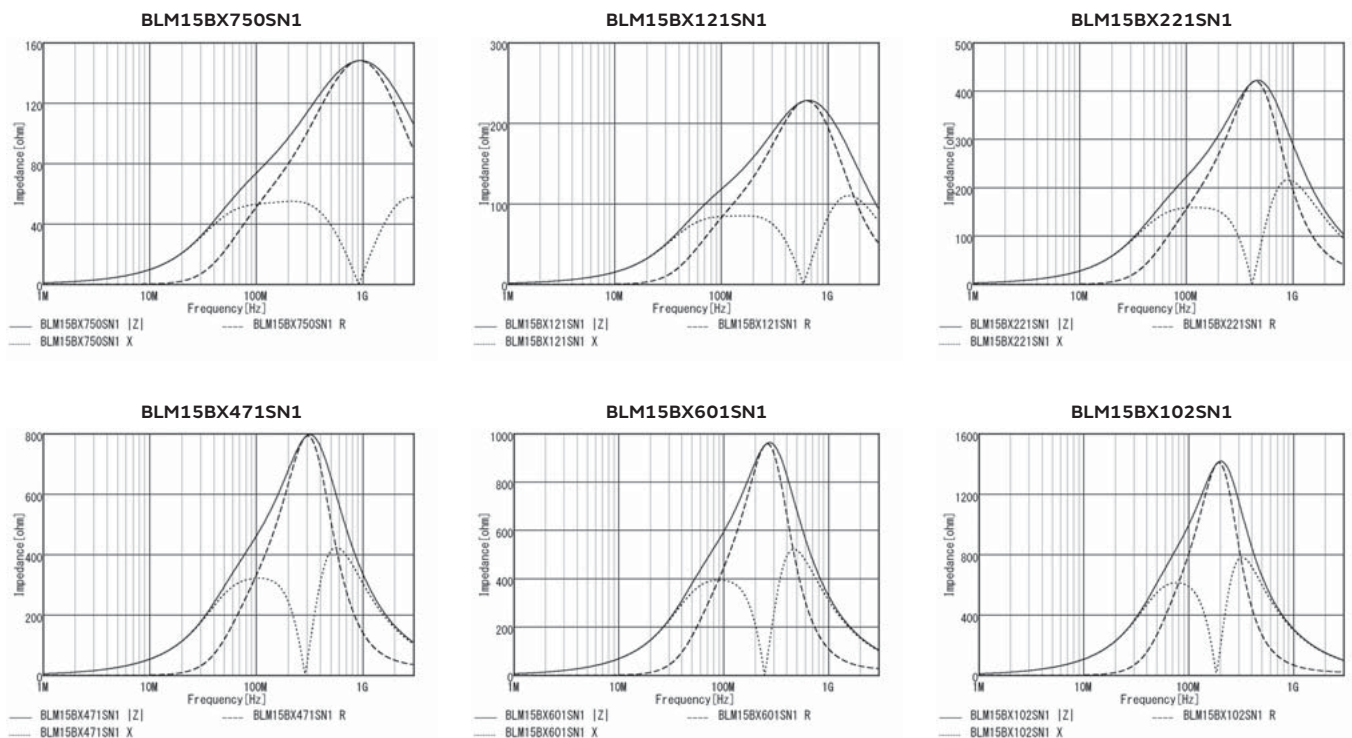 BLM15BX750SN1
160
120
80
40
0
Impedance[ohm]
1M 10M 100M 1G
Frequency[Hz]
BLM15BX750SN1 |Z| BLM15BX750SN1 R
BLM15BX750SN1 X
BLM15BX121SN1
300
200
100
0
Impedance[ohm]
1M 10M 100M 1G
Frequency[Hz]
BLM15BX121SN1 |Z| BLM15BX121SN1 R
BLM15BX121SN1 X
BLM15BX221SN1
500
400
300
200
100
0
Impedance[ohm]
1M 10M 100M 1G
Frequency[Hz]
BLM15BX221SN1 |Z| BLM15BX221SN1 R
BLM15BX221SN1 X
BLM15BX471SN1
800
600
400
200
0
Impedance[ohm]
1M 10M 100M 1G
Frequency[Hz]
BLM15BX471SN1 |Z| BLM15BX471SN1 R
BLM15BX471SN1 X
BLM15BX601SN1
1000
800
600
400
200
0
Impedance[ohm]
1M 10M 100M 1G
Frequency[Hz]
BLM15BX601SN1 |Z| BLM15BX601SN1 R
BLM15BX601SN1 X
BLM15BX102SN1
1600
1200
800
400
0
Impedance[ohm]
1M 10M 100M 1G
Frequency[Hz]
BLM15BX102SN1 |Z| BLM15BX102SN1 R
BLM15BX102SN1 X